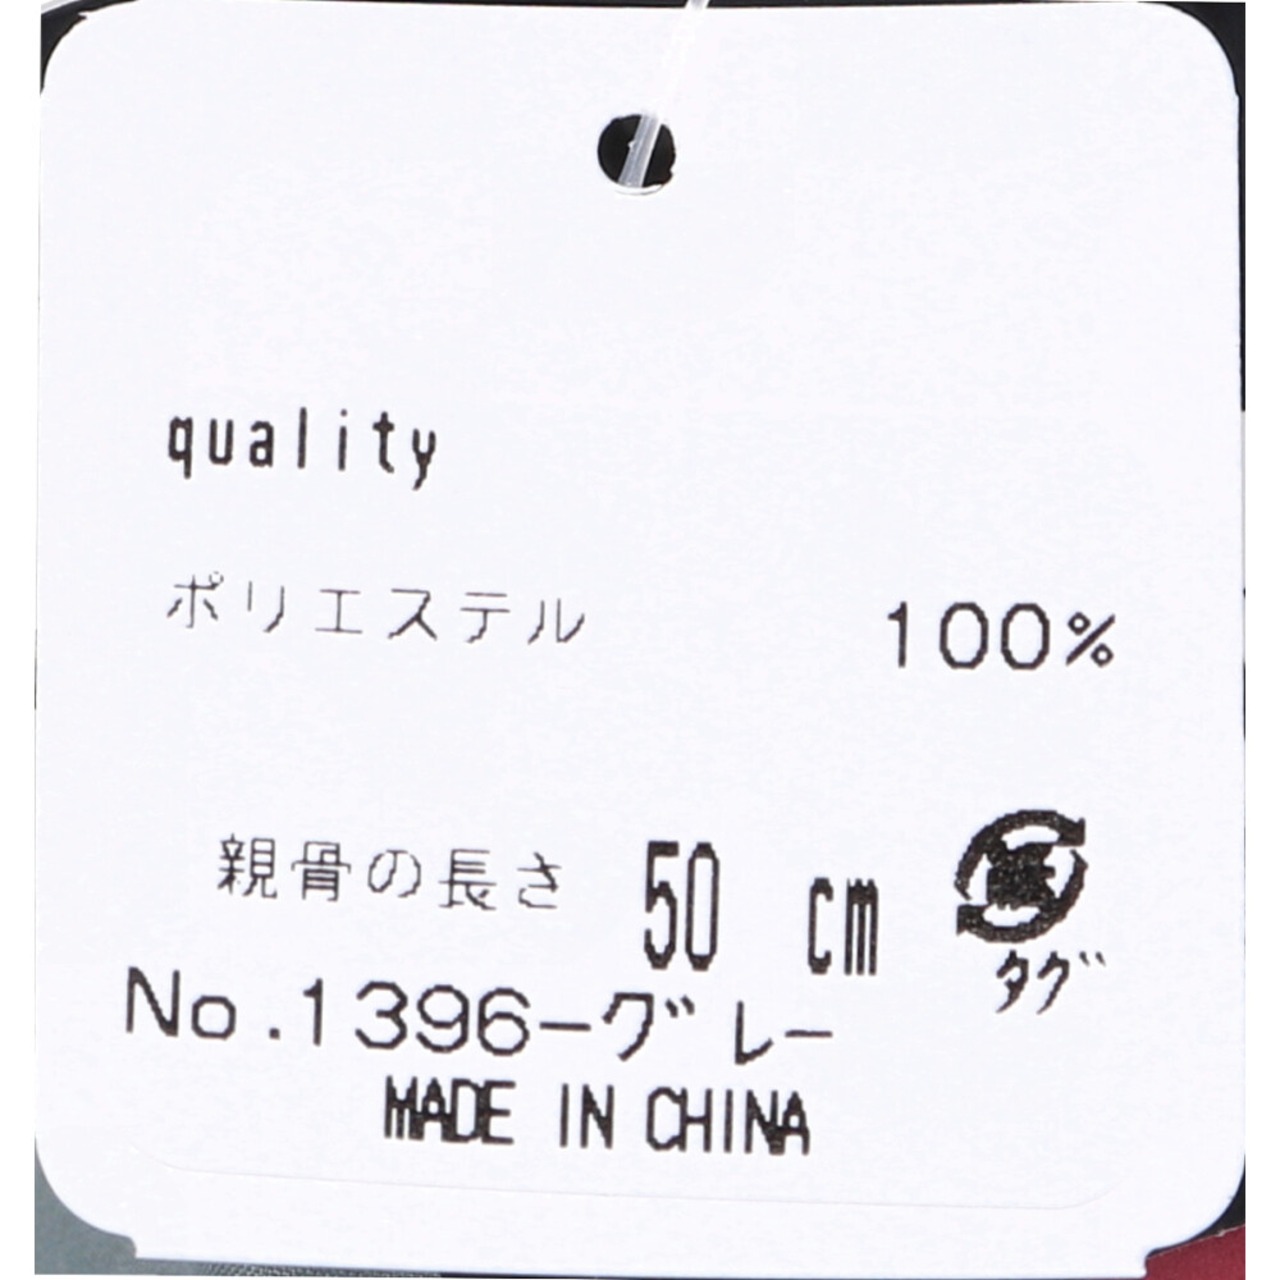 quality
ポリエステル 100%
親骨の長さ 50 cm
タグ
No.1396-グレー
MADE IN CHINA